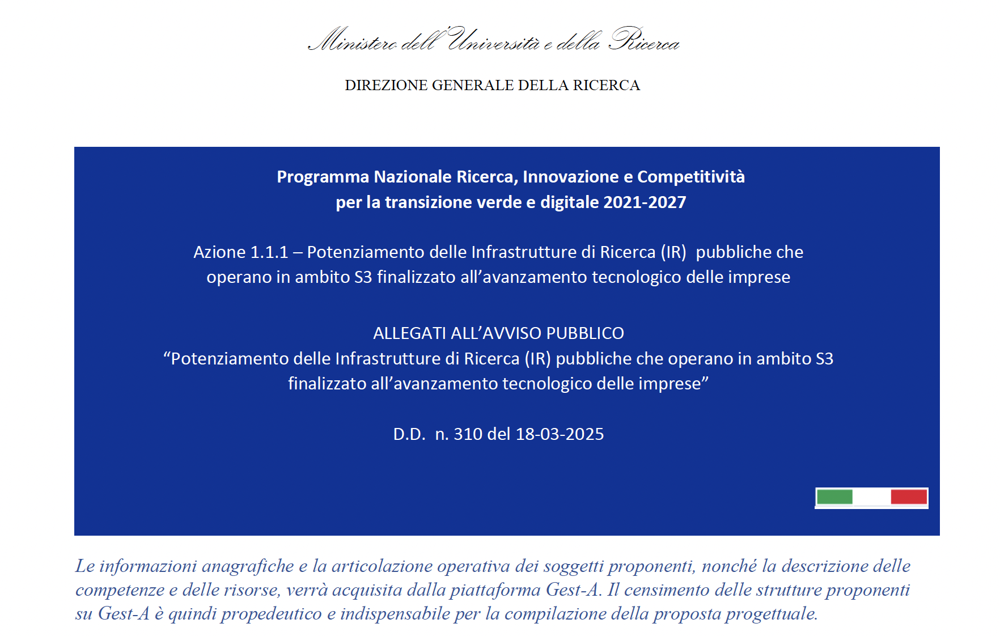 Ministero dell'Università e della Ricerca
DIREZIONE GENERALE DELLA RICERCA
Programma Nazionale Ricerca, Innovazione e Competitività
per la transizione verde e digitale 2021-2027
Azione 1.1.1 – Potenziamento delle Infrastrutture di Ricerca (IR)  pubbliche che
operano in ambito S3 finalizzato all’avanzamento tecnologico delle imprese
ALLEGATI ALL’AVVISO PUBBLICO
“Potenziamento delle Infrastrutture di Ricerca (IR) pubbliche che operano in ambito S3
finalizzato all’avanzamento tecnologico delle imprese”
D.D.  n. 310 del 18-03-2025
Le informazioni anagrafiche e la articolazione operativa dei soggetti proponenti, nonché la descrizione delle
competenze e delle risorse, verrà acquisita dalla piattaforma Gest-A. Il censimento delle strutture proponenti
su Gest-A è quindi propedeutico e indispensabile per la compilazione della proposta progettuale.